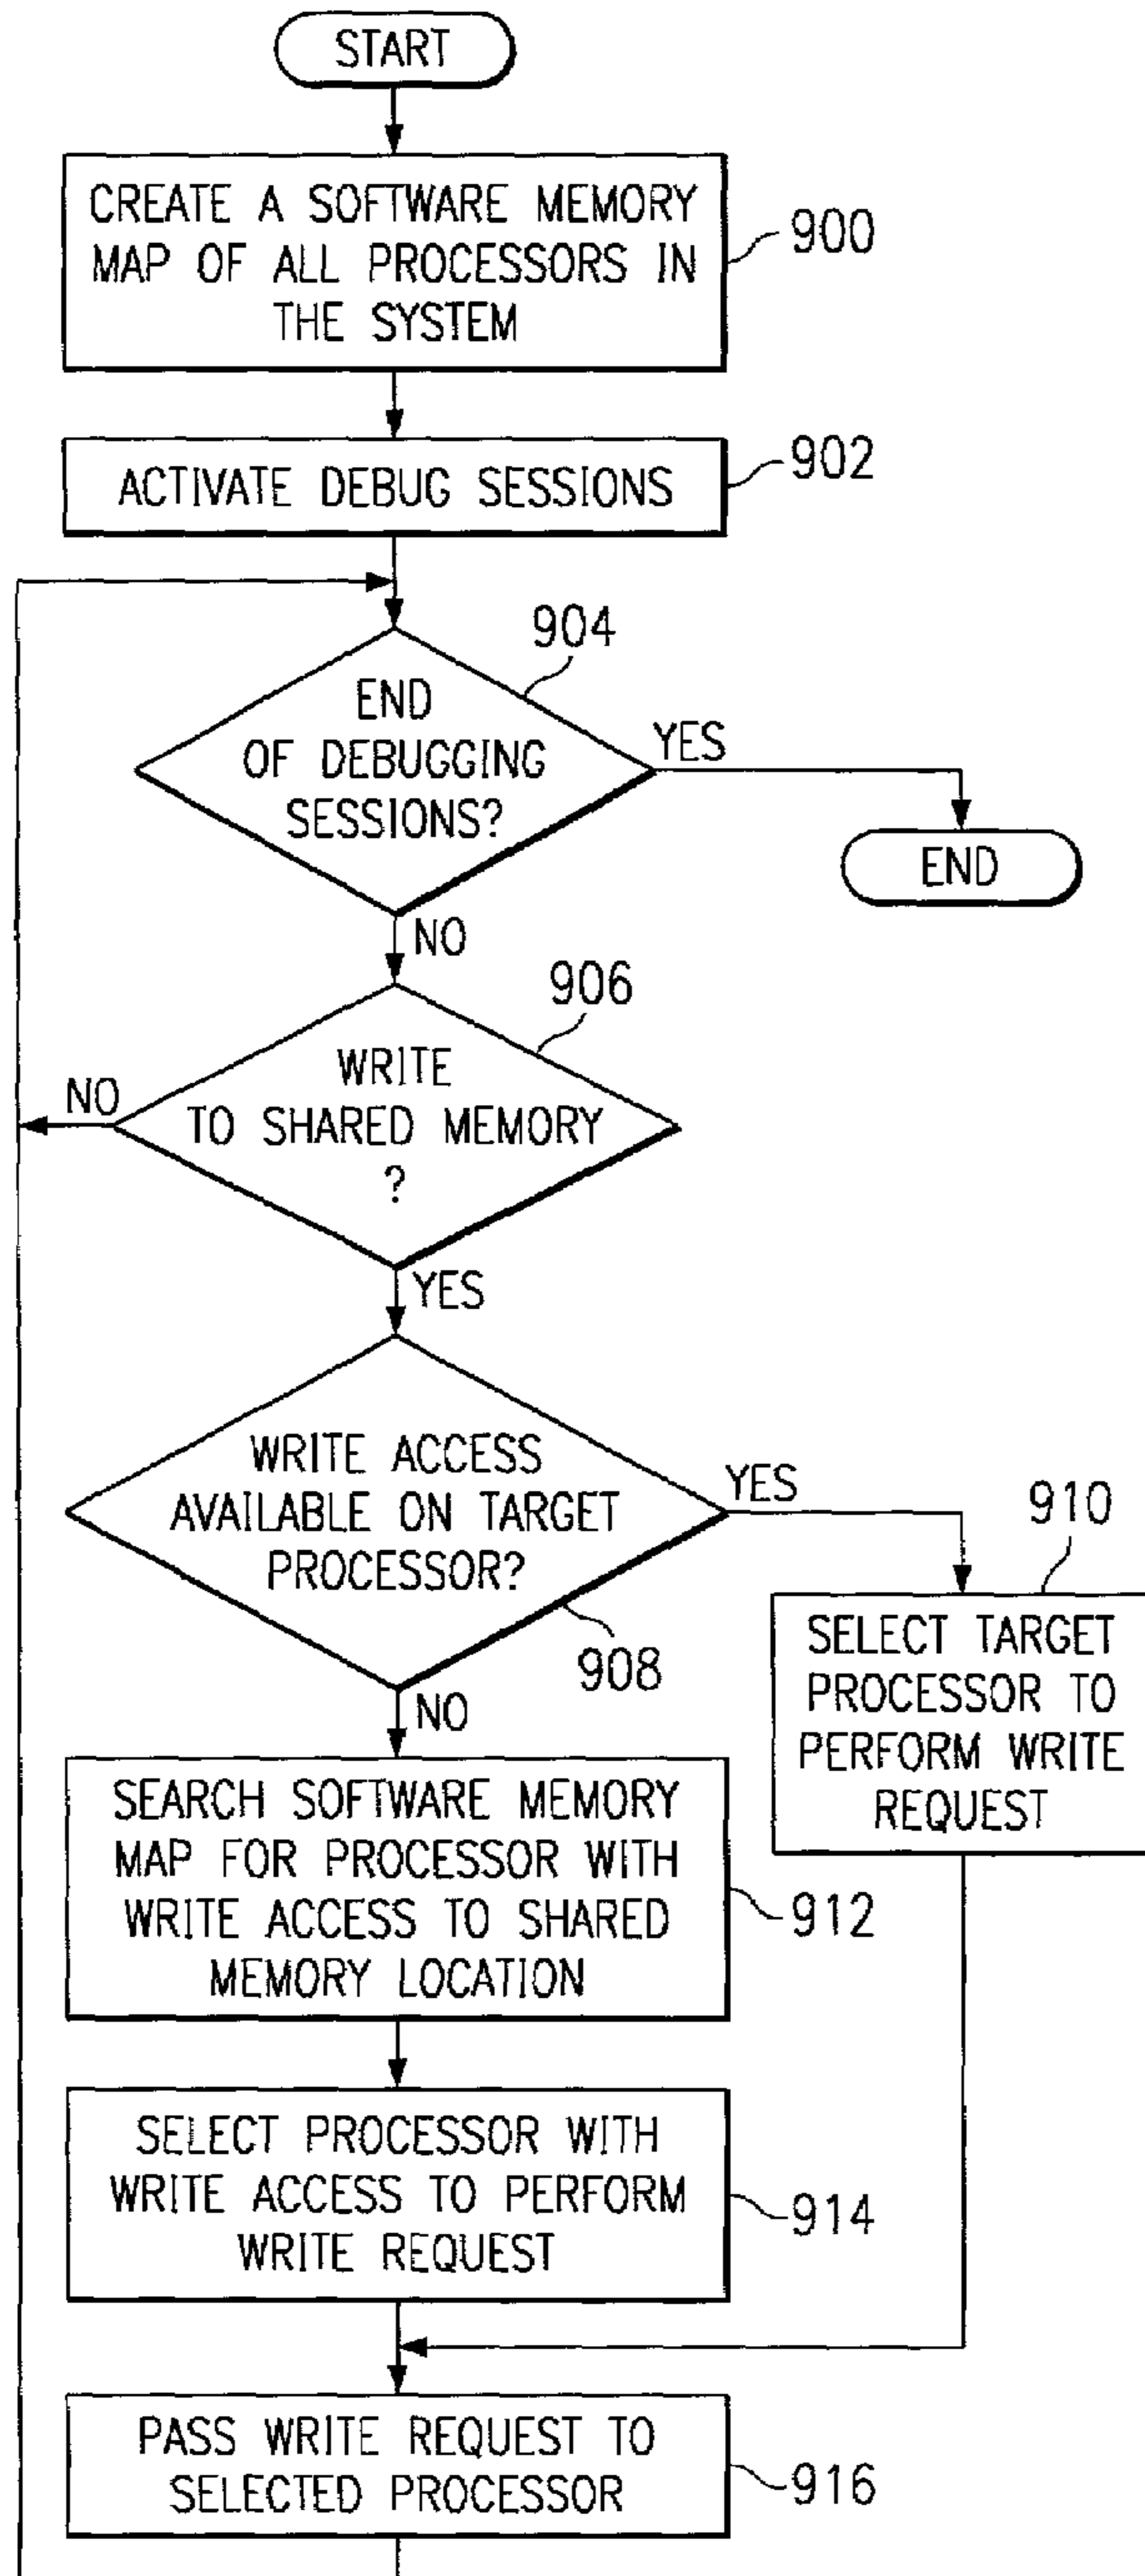 START
CREATE A SOFTWARE MEMORY
MAP OF ALL PROCESSORS IN
THE SYSTEM
900
ACTIVATE DEBUG SESSIONS
902
904
END
OF DEBUGGING
SESSIONS?
YES
END
NO
906
WRITE
TO SHARED MEMORY
?
NO
YES
WRITE ACCESS
AVAILABLE ON TARGET
PROCESSOR?
YES
908
910
SELECT TARGET
PROCESSOR TO
PERFORM WRITE
REQUEST
NO
SEARCH SOFTWARE MEMORY
MAP FOR PROCESSOR WITH
WRITE ACCESS TO SHARED
MEMORY LOCATION
912
SELECT PROCESSOR WITH
WRITE ACCESS TO PERFORM
WRITE REQUEST
914
PASS WRITE REQUEST TO
SELECTED PROCESSOR
916